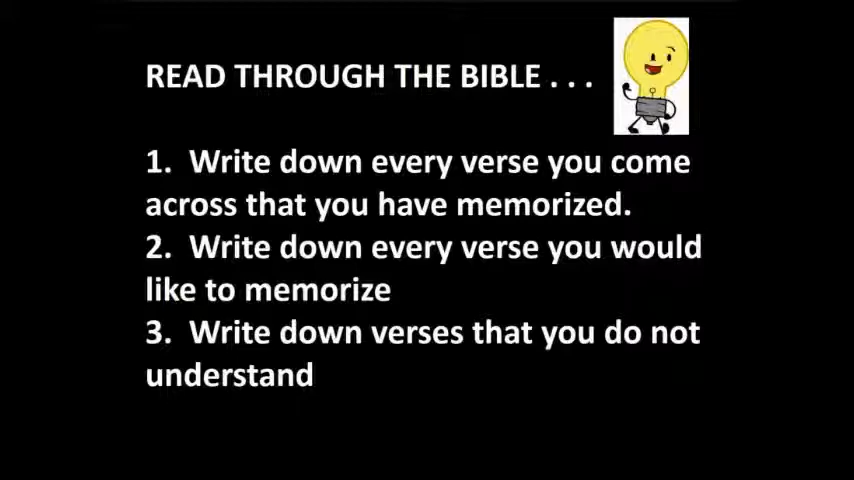 READ THROUGH THE BIBLE . . .
1. Write down every verse you come
across that you have memorized.
2. Write down every verse you would
like to memorize
3. Write down verses that you do not
understand